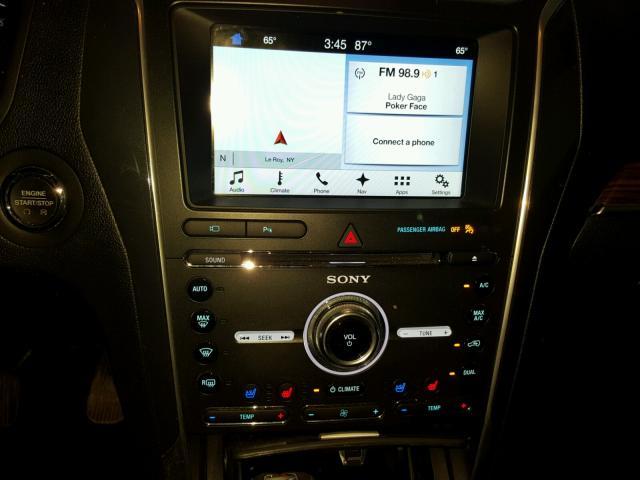 65° 3:45 87° 65°
FM 98.9 1
Lady Gaga
Poker Face
Connect a phone
N Le Roy, NY
Audio Climate Phone Nav Apps Settings
ENGINE
START/STOP
PASSENGER AIRBAG OFF
SOUND
SONY
AUTO
A/C
MAX
MAX
A/C
VOL
SEEK
TUNE
R
DUAL
CLIMATE
- TEMP + - + TEMP +